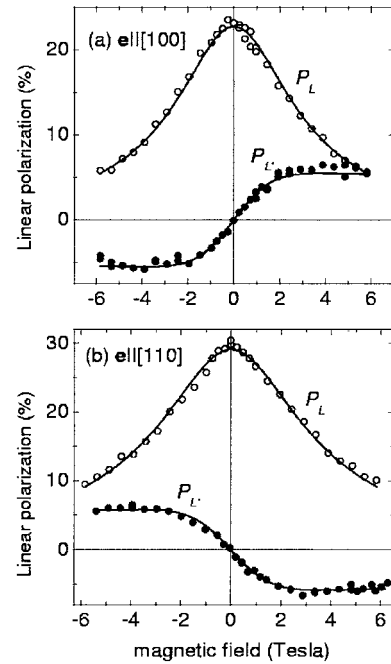 (a) e||[100]
P_L
P_L'
Linear polarization (%)
20
10
0
-6 -4 -2 0 2 4 6
(b) e||[110]
P_L
P_L'
Linear polarization (%)
30
20
10
0
-6 -4 -2 0 2 4 6
magnetic field (Tesla)